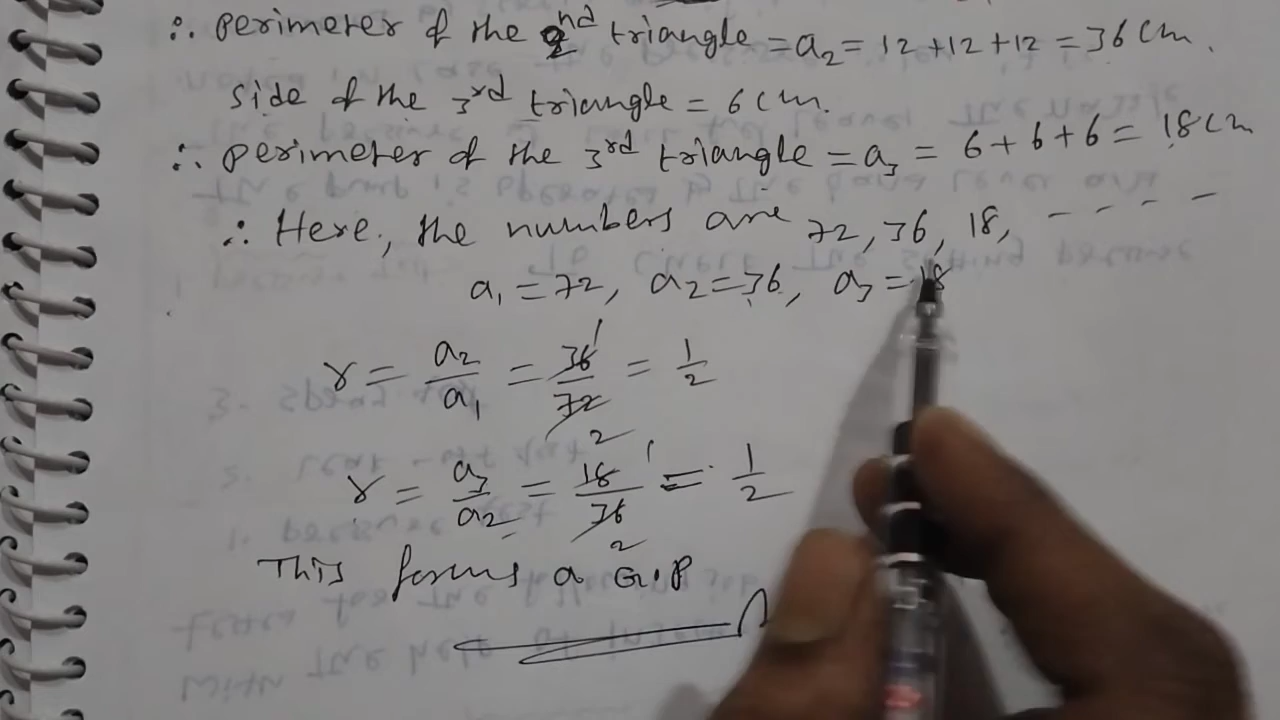 ∴ perimeter of the 2nd triangle = a₂ = 12 + 12 + 12 = 36 cm.
side of the 3rd triangle = 6 cm.
∴ perimeter of the 3rd triangle = a₃ = 6 + 6 + 6 = 18 cm
∴ Here, the numbers are 72, 36, 18, - - - -
a₁ = 72, a₂ = 36, a₃ = 18
r = a₂/a₁ = 36/72 = 1/2
r = a₃/a₂ = 18/36 = 1/2
This forms a G.P